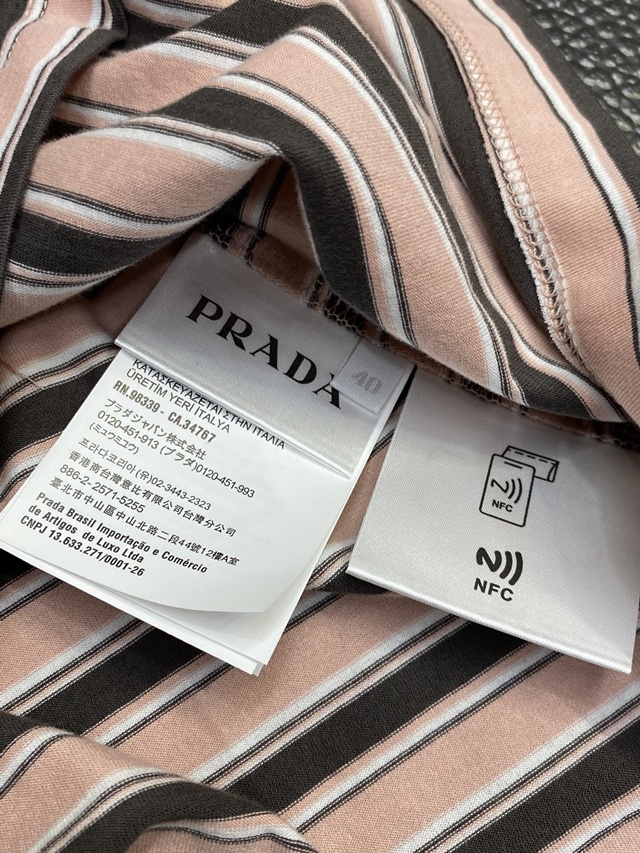 PRADA
40
ΚΑΤΑΣΚΕΥΑΖΕΤΑΙ ΣΤΗΝ ΙΤΑΛΙΑ
ÜRETIM YERI İTALYA
RN.98339 - CA.34767
プラダジャパン株式会社
0120-451-913 (プラダ)0120-451-993
(ミュウミュウ)
프라다코리아(유)02-3443-2323
香港商台灣意比有限公司台灣分公司
886-2-2571-5255
臺北市中山區中山北路二段44號12樓A室
Prada Brasil Importação e Comércio
de Artigos de Luxo Ltda
CNPJ 13.633.271/0001-26
NFC
NFC